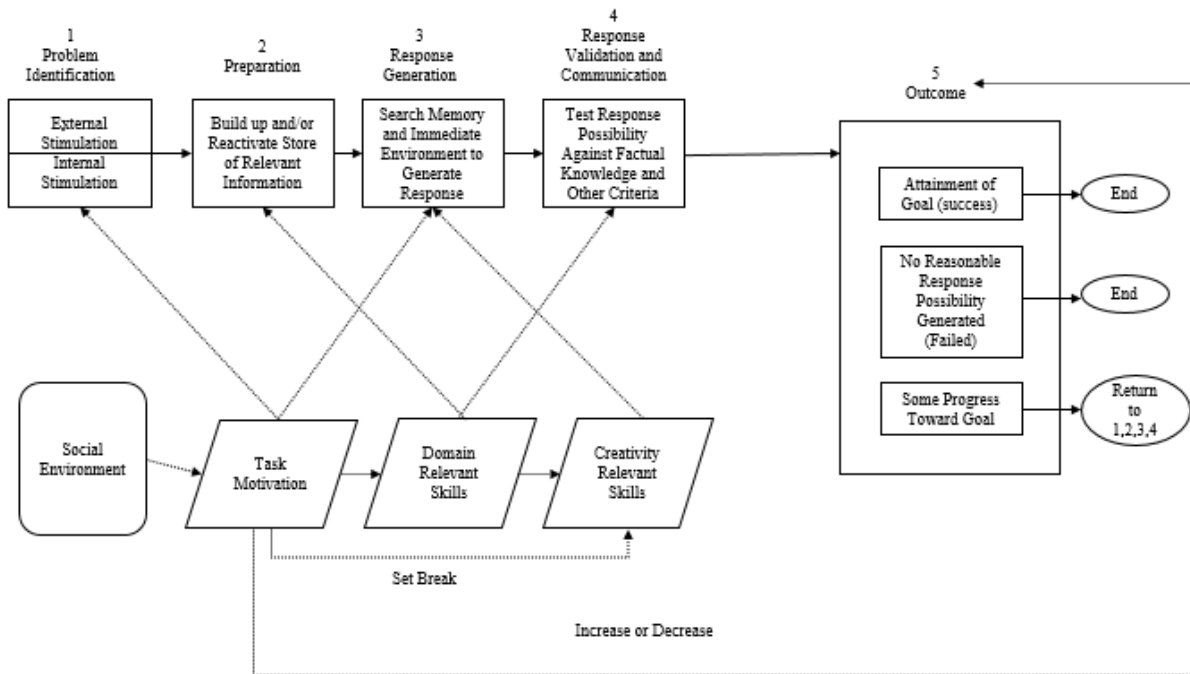 1
Problem
Identification
2
Preparation
3
Response
Generation
4
Response
Validation and
Communication
5
Outcome
External
Stimulation
Internal
Stimulation
Build up and/or
Reactivate Store
of Relevant
Information
Search Memory
and Immediate
Environment to
Generate
Response
Test Response
Possibility
Against Factual
Knowledge and
Other Criteria
Attainment of
Goal (success)
End
No Reasonable
Response
Possibility
Generated
(Failed)
End
Some Progress
Toward Goal
Return
to
1,2,3,4
Social
Environment
Task
Motivation
Domain
Relevant
Skills
Creativity
Relevant
Skills
Set Break
Increase or Decrease